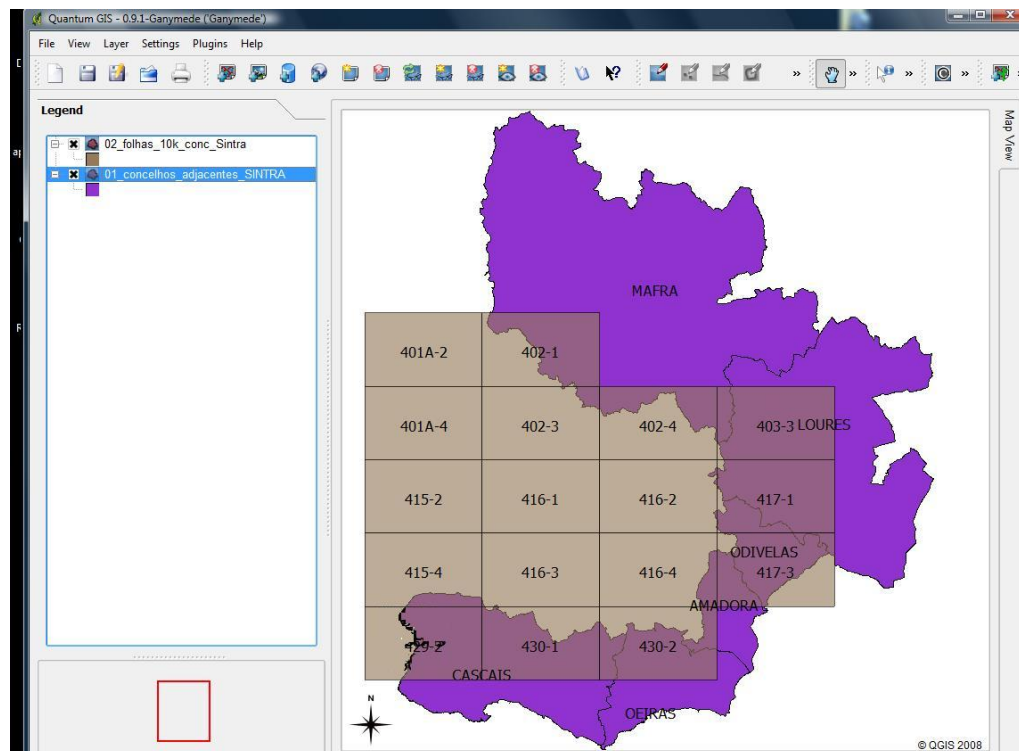 Quantum GIS - 0.9.1-Ganymede ('Ganymede')
File View Layer Settings Plugins Help
Legend
02_folhas_10k_conc_Sintra
01_concelhos_adjacentes_SINTRA
Map View
MAFRA
401A-2 402-1
401A-4 402-3 402-4 403-3 LOURES
415-2 416-1 416-2 417-1
ODIVELAS
415-4 416-3 416-4 417-3
AMADORA
429-2 430-1 430-2
CASCAIS
OEIRAS
N
© QGIS 2008